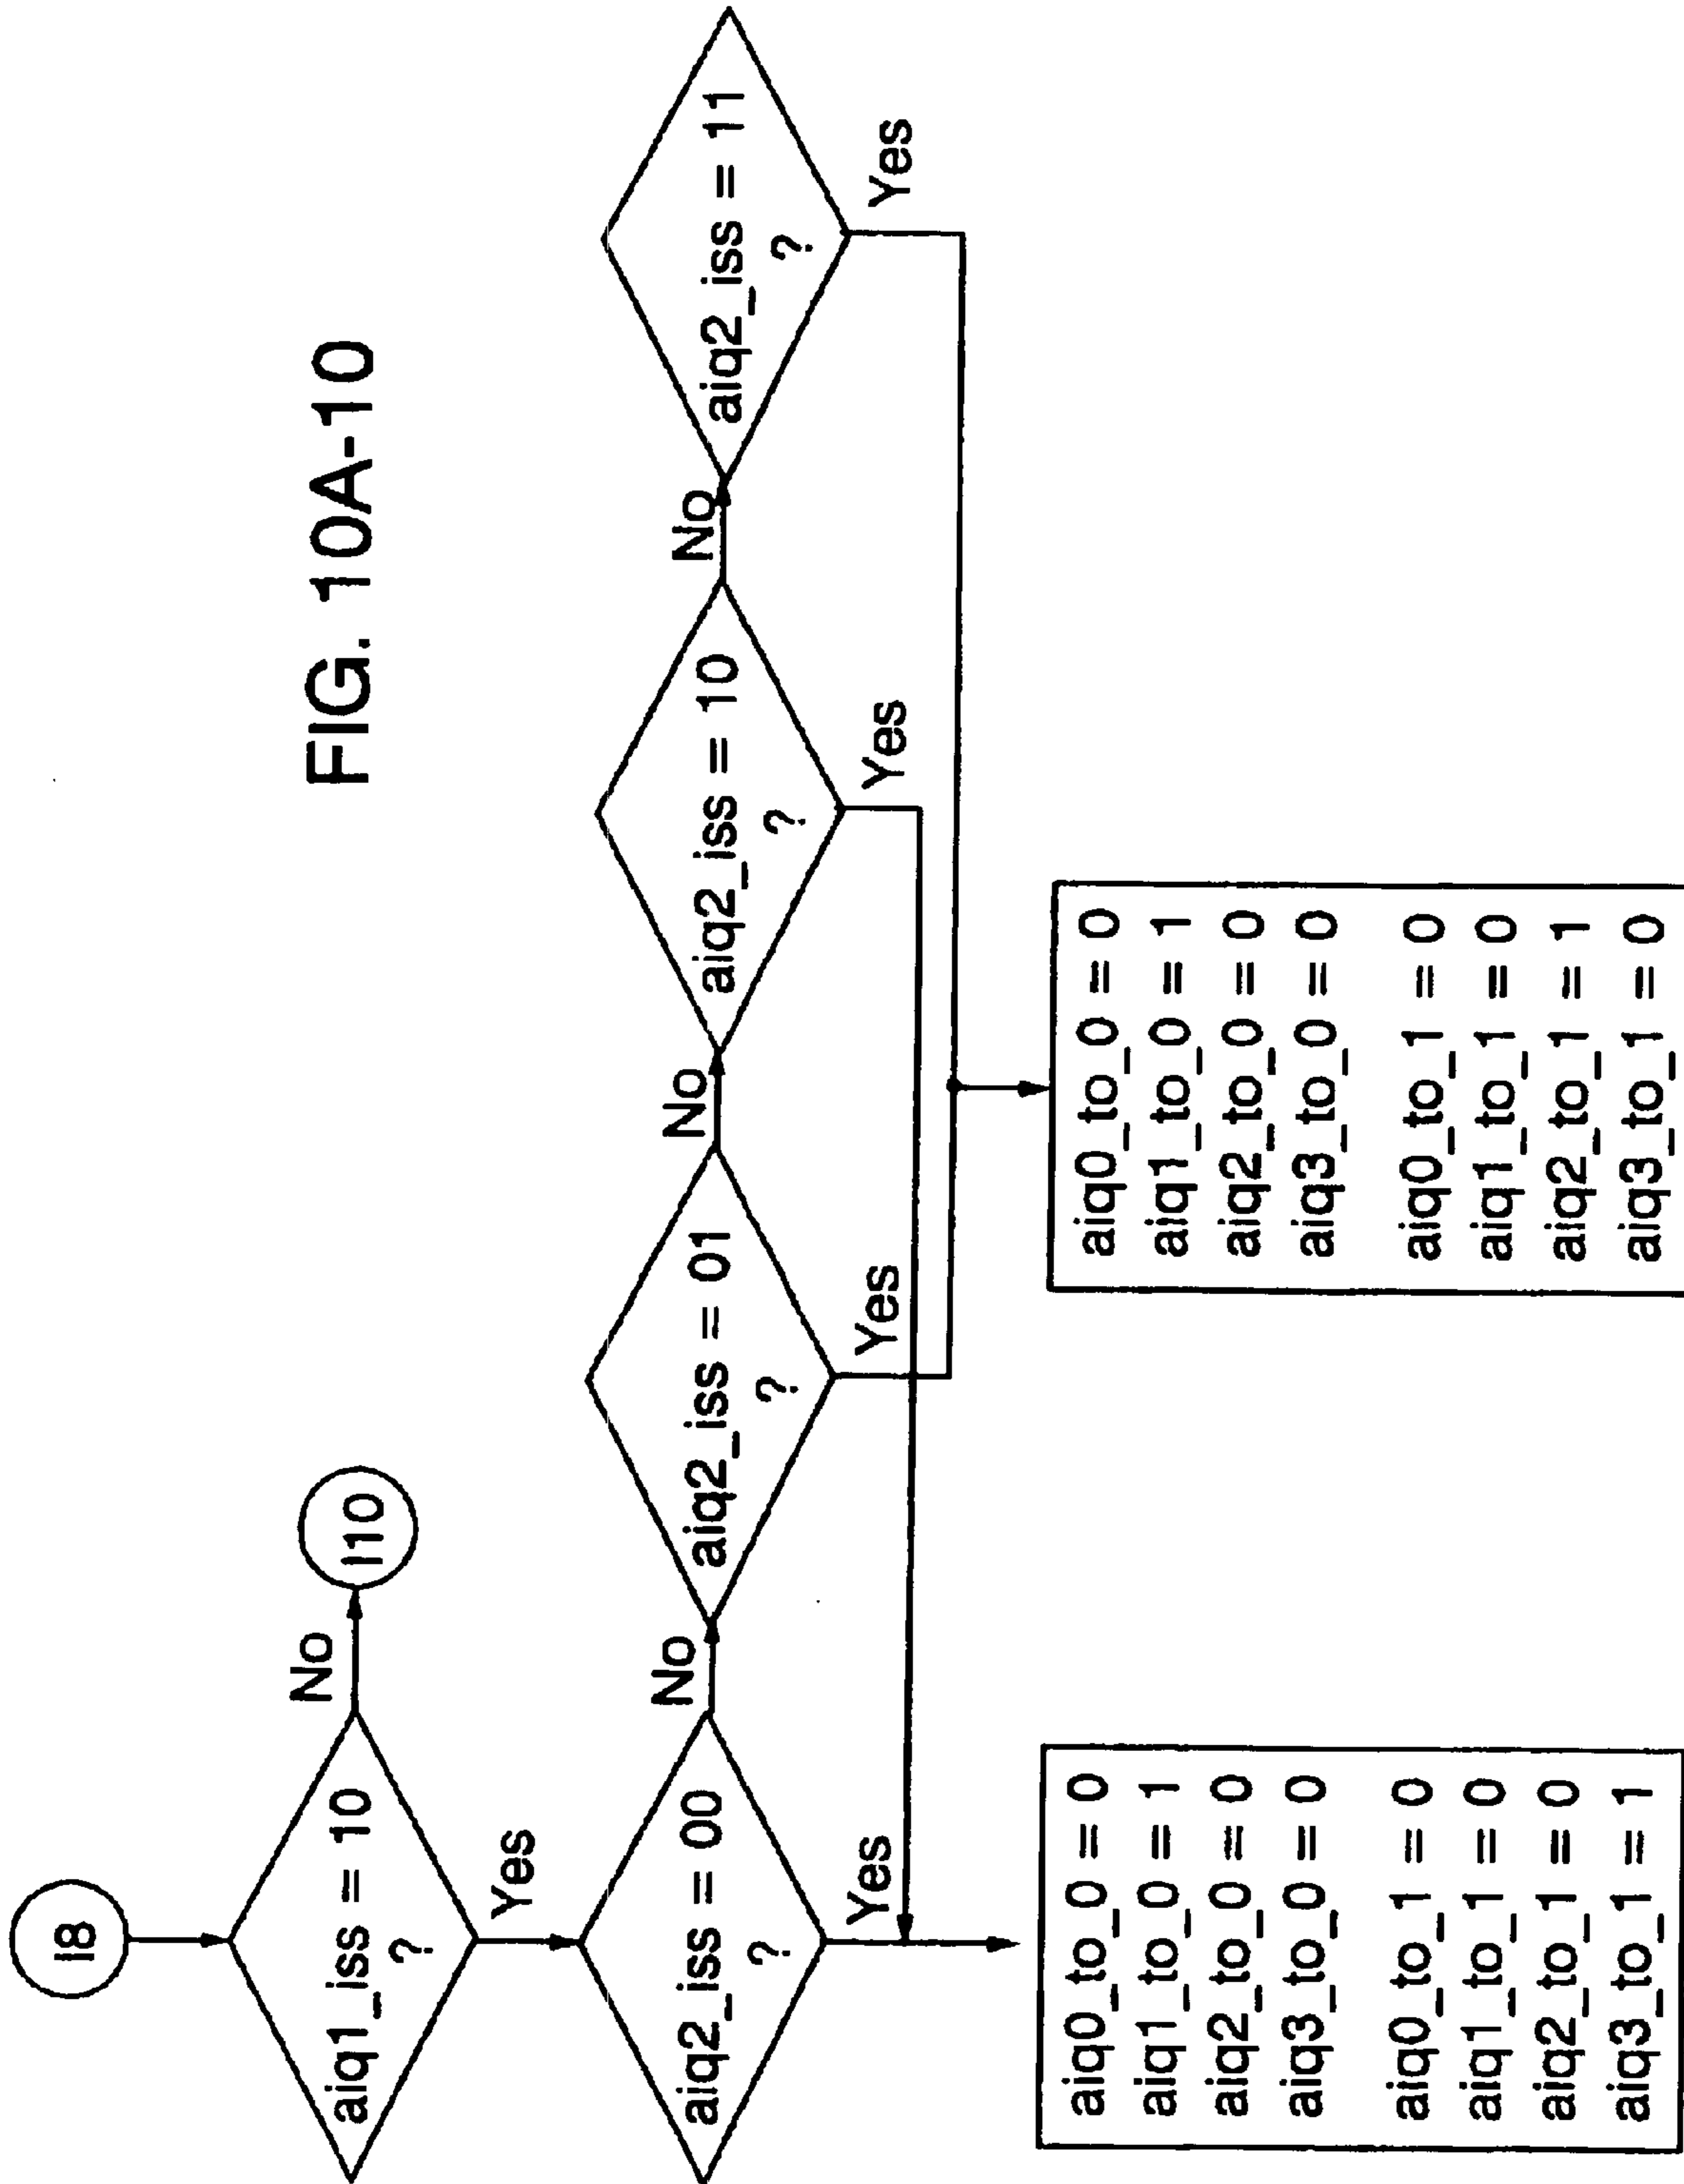 FIG. 10A-10
I8
aiq1_iss = 10
?
No
I10
Yes
aiq2_iss = 00
?
No
aiq2_iss = 01
?
No
aiq2_iss = 10
?
No
aiq2_iss = 11
?
Yes
Yes
Yes
Yes
aiq0_to_0 = 0
aiq1_to_0 = 1
aiq2_to_0 = 0
aiq3_to_0 = 0
aiq0_to_1 = 0
aiq1_to_1 = 0
aiq2_to_1 = 0
aiq3_to_1 = 1
aiq0_to_0 = 0
aiq1_to_0 = 1
aiq2_to_0 = 0
aiq3_to_0 = 0
aiq0_to_1 = 0
aiq1_to_1 = 0
aiq2_to_1 = 1
aiq3_to_1 = 0